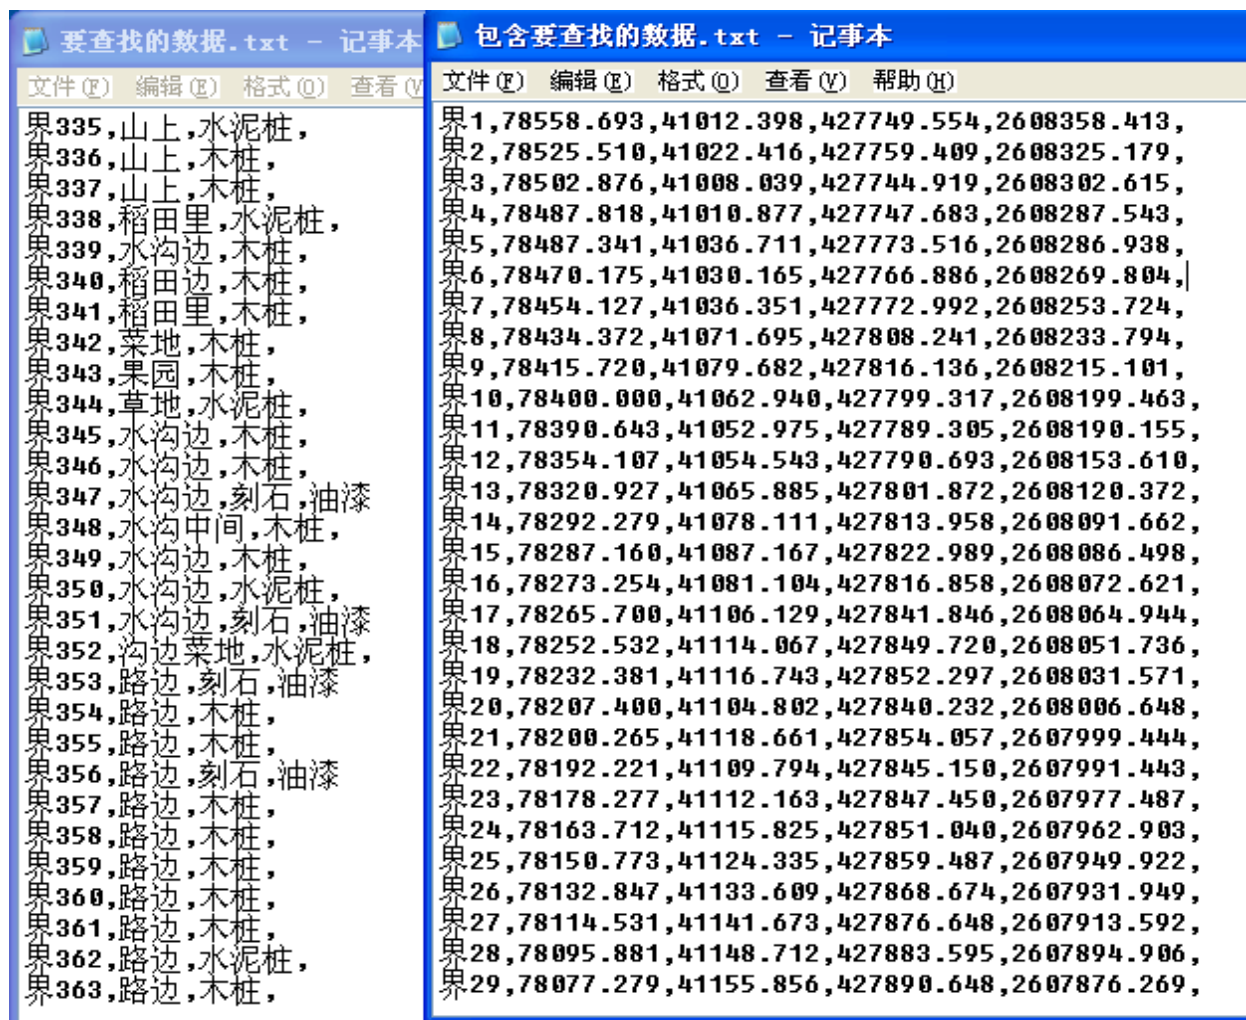 要查找的数据.txt - 记事本
文件(F) 编辑(E) 格式(O) 查看(V
界335,山上,水泥桩,
界336,山上,木桩,
界337,山上,木桩,
界338,稻田里,水泥桩,
界339,水沟边,木桩,
界340,稻田边,木桩,
界341,稻田里,木桩,
界342,菜地,木桩,
界343,果园,木桩,
界344,草地,水泥桩,
界345,水沟边,木桩,
界346,水沟边,木桩,
界347,水沟边,刻石,油漆
界348,水沟中间,木桩,
界349,水沟边,木桩,
界350,水沟边,水泥桩,
界351,水沟边,刻石,油漆
界352,沟边菜地,水泥桩,
界353,路边,刻石,油漆
界354,路边,木桩,
界355,路边,木桩,
界356,路边,刻石,油漆
界357,路边,木桩,
界358,路边,木桩,
界359,路边,木桩,
界360,路边,木桩,
界361,路边,木桩,
界362,路边,水泥桩,
界363,路边,木桩,
包含要查找的数据.txt - 记事本
文件(F) 编辑(E) 格式(O) 查看(V) 帮助(H)
界1,78558.693,41012.398,427749.554,2608358.413,
界2,78525.510,41022.416,427759.409,2608325.179,
界3,78502.876,41008.039,427744.919,2608302.615,
界4,78487.818,41010.877,427747.683,2608287.543,
界5,78487.341,41036.711,427773.516,2608286.938,
界6,78470.175,41030.165,427766.886,2608269.804,
界7,78454.127,41036.351,427772.992,2608253.724,
界8,78434.372,41071.695,427808.241,2608233.794,
界9,78415.720,41079.682,427816.136,2608215.101,
界10,78400.000,41062.940,427799.317,2608199.463,
界11,78390.643,41052.975,427789.305,2608190.155,
界12,78354.107,41054.543,427790.693,2608153.610,
界13,78320.927,41065.885,427801.872,2608120.372,
界14,78292.279,41078.111,427813.958,2608091.662,
界15,78287.160,41087.167,427822.989,2608086.498,
界16,78273.254,41081.104,427816.858,2608072.621,
界17,78265.700,41106.129,427841.846,2608064.944,
界18,78252.532,41114.067,427849.720,2608051.736,
界19,78232.381,41116.743,427852.297,2608031.571,
界20,78207.400,41104.802,427840.232,2608006.648,
界21,78200.265,41118.661,427854.057,2607999.444,
界22,78192.221,41109.794,427845.150,2607991.443,
界23,78178.277,41112.163,427847.450,2607977.487,
界24,78163.712,41115.825,427851.040,2607962.903,
界25,78150.773,41124.335,427859.487,2607949.922,
界26,78132.847,41133.609,427868.674,2607931.949,
界27,78114.531,41141.673,427876.648,2607913.592,
界28,78095.881,41148.712,427883.595,2607894.906,
界29,78077.279,41155.856,427890.648,2607876.269,